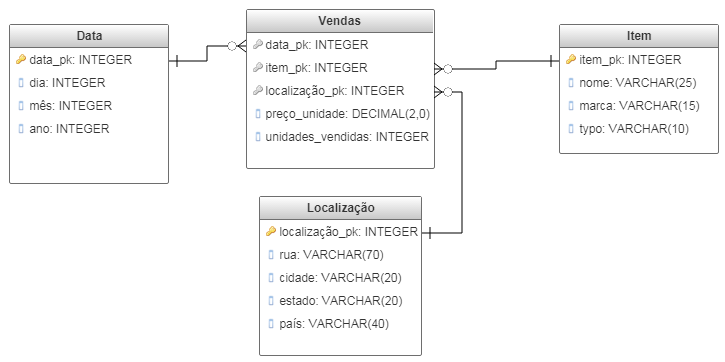 Data
data_pk: INTEGER
dia: INTEGER
mês: INTEGER
ano: INTEGER
Vendas
data_pk: INTEGER
item_pk: INTEGER
localização_pk: INTEGER
preço_unidade: DECIMAL(2,0)
unidades_vendidas: INTEGER
Item
item_pk: INTEGER
nome: VARCHAR(25)
marca: VARCHAR(15)
typo: VARCHAR(10)
Localização
localização_pk: INTEGER
rua: VARCHAR(70)
cidade: VARCHAR(20)
estado: VARCHAR(20)
país: VARCHAR(40)